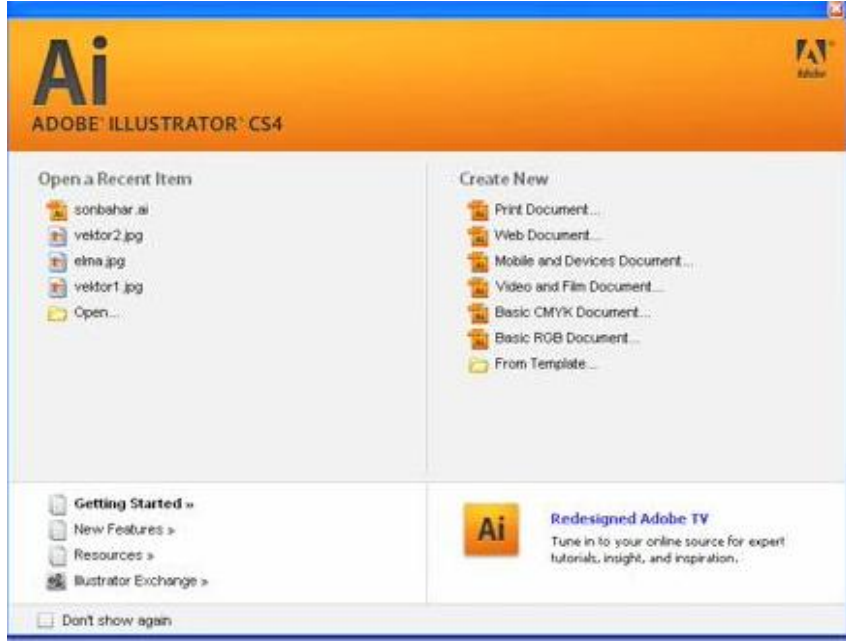 Ai
ADOBE® ILLUSTRATOR® CS4
Adobe
Open a Recent Item
sonbahar.ai
vektor2.jpg
elma.jpg
vektor1.jpg
Open...
Create New
Print Document...
Web Document...
Mobile and Devices Document...
Video and Film Document...
Basic CMYK Document...
Basic RGB Document...
From Template...
Getting Started »
New Features »
Resources »
Illustrator Exchange »
Ai
Redesigned Adobe TV
Tune in to your online source for expert
tutorials, insight, and inspiration.
Don't show again